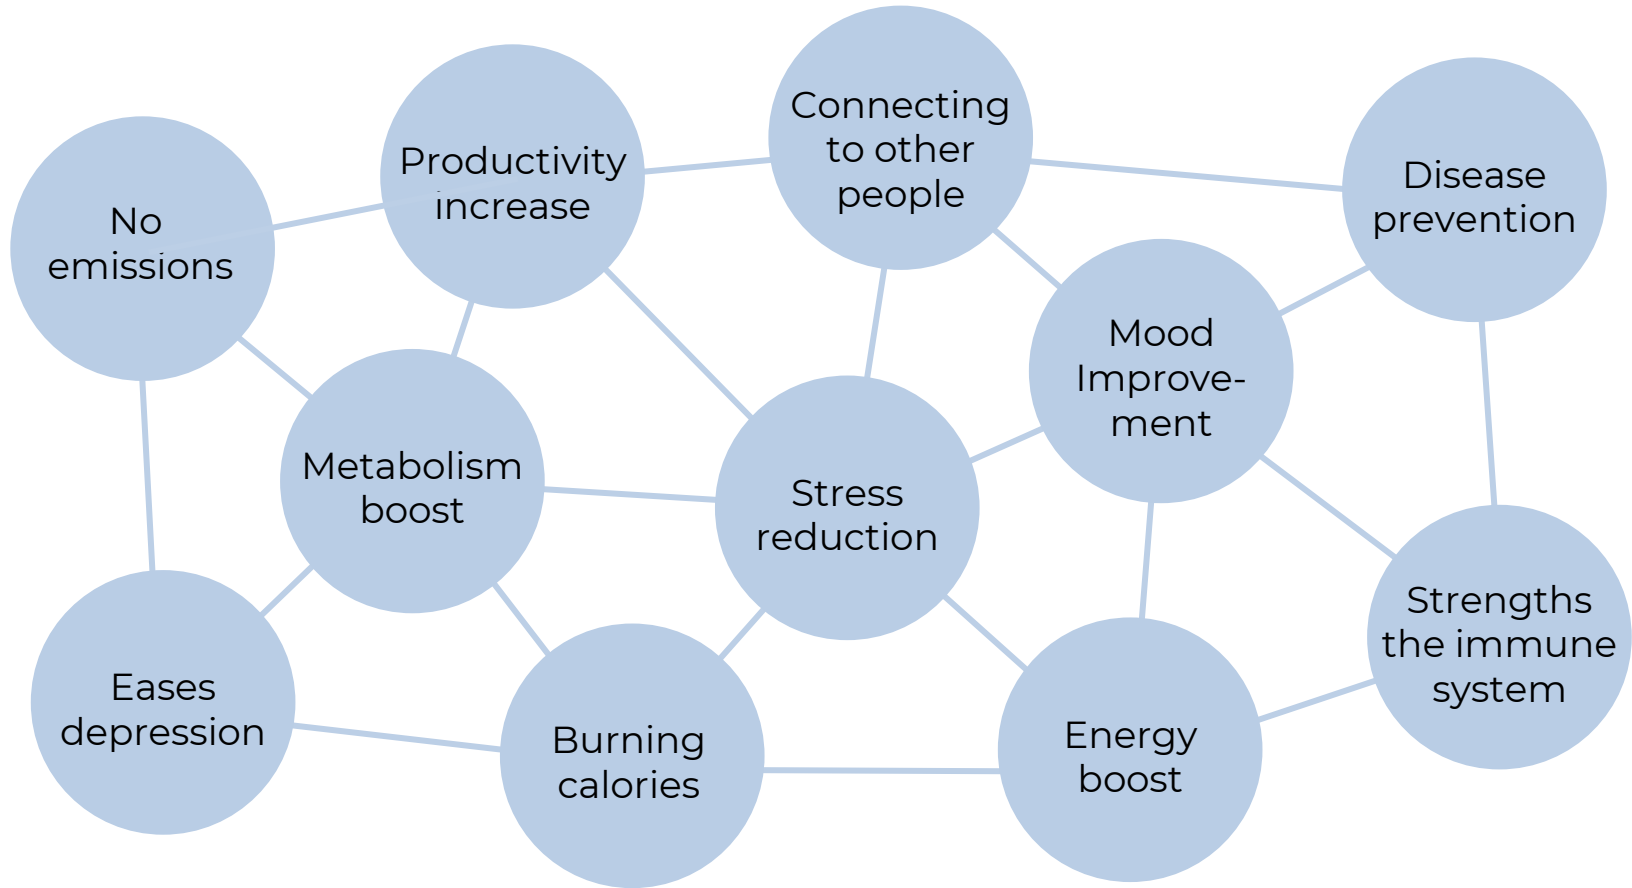 Connecting
to other
people
Productivity
increase
Disease
prevention
No
emissions
Mood
Improve-
ment
Metabolism
boost
Stress
reduction
Strengths
the immune
system
Eases
depression
Burning
calories
Energy
boost